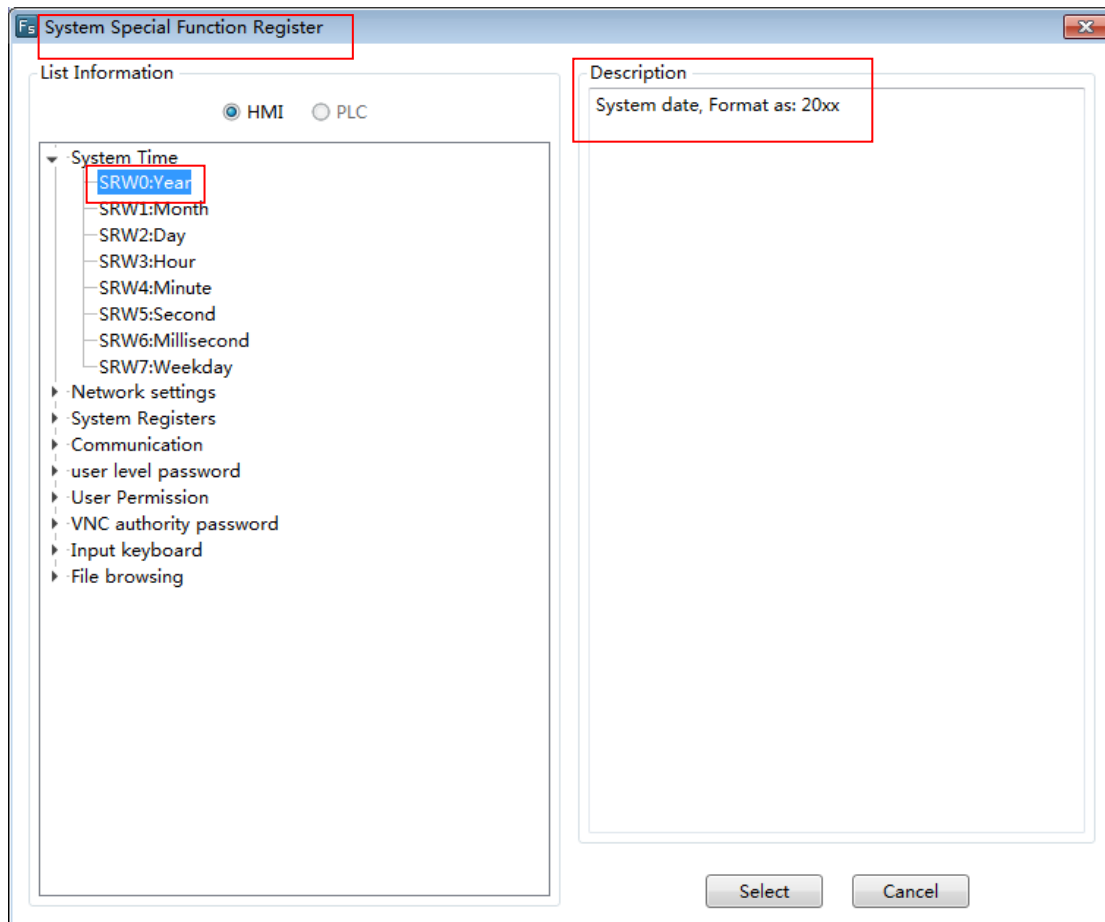 Fs System Special Function Register
List Information
HMI PLC
System Time
SRW0:Year
SRW1:Month
SRW2:Day
SRW3:Hour
SRW4:Minute
SRW5:Second
SRW6:Millisecond
SRW7:Weekday
Network settings
System Registers
Communication
user level password
User Permission
VNC authority password
Input keyboard
File browsing
Description
System date, Format as: 20xx
Select Cancel